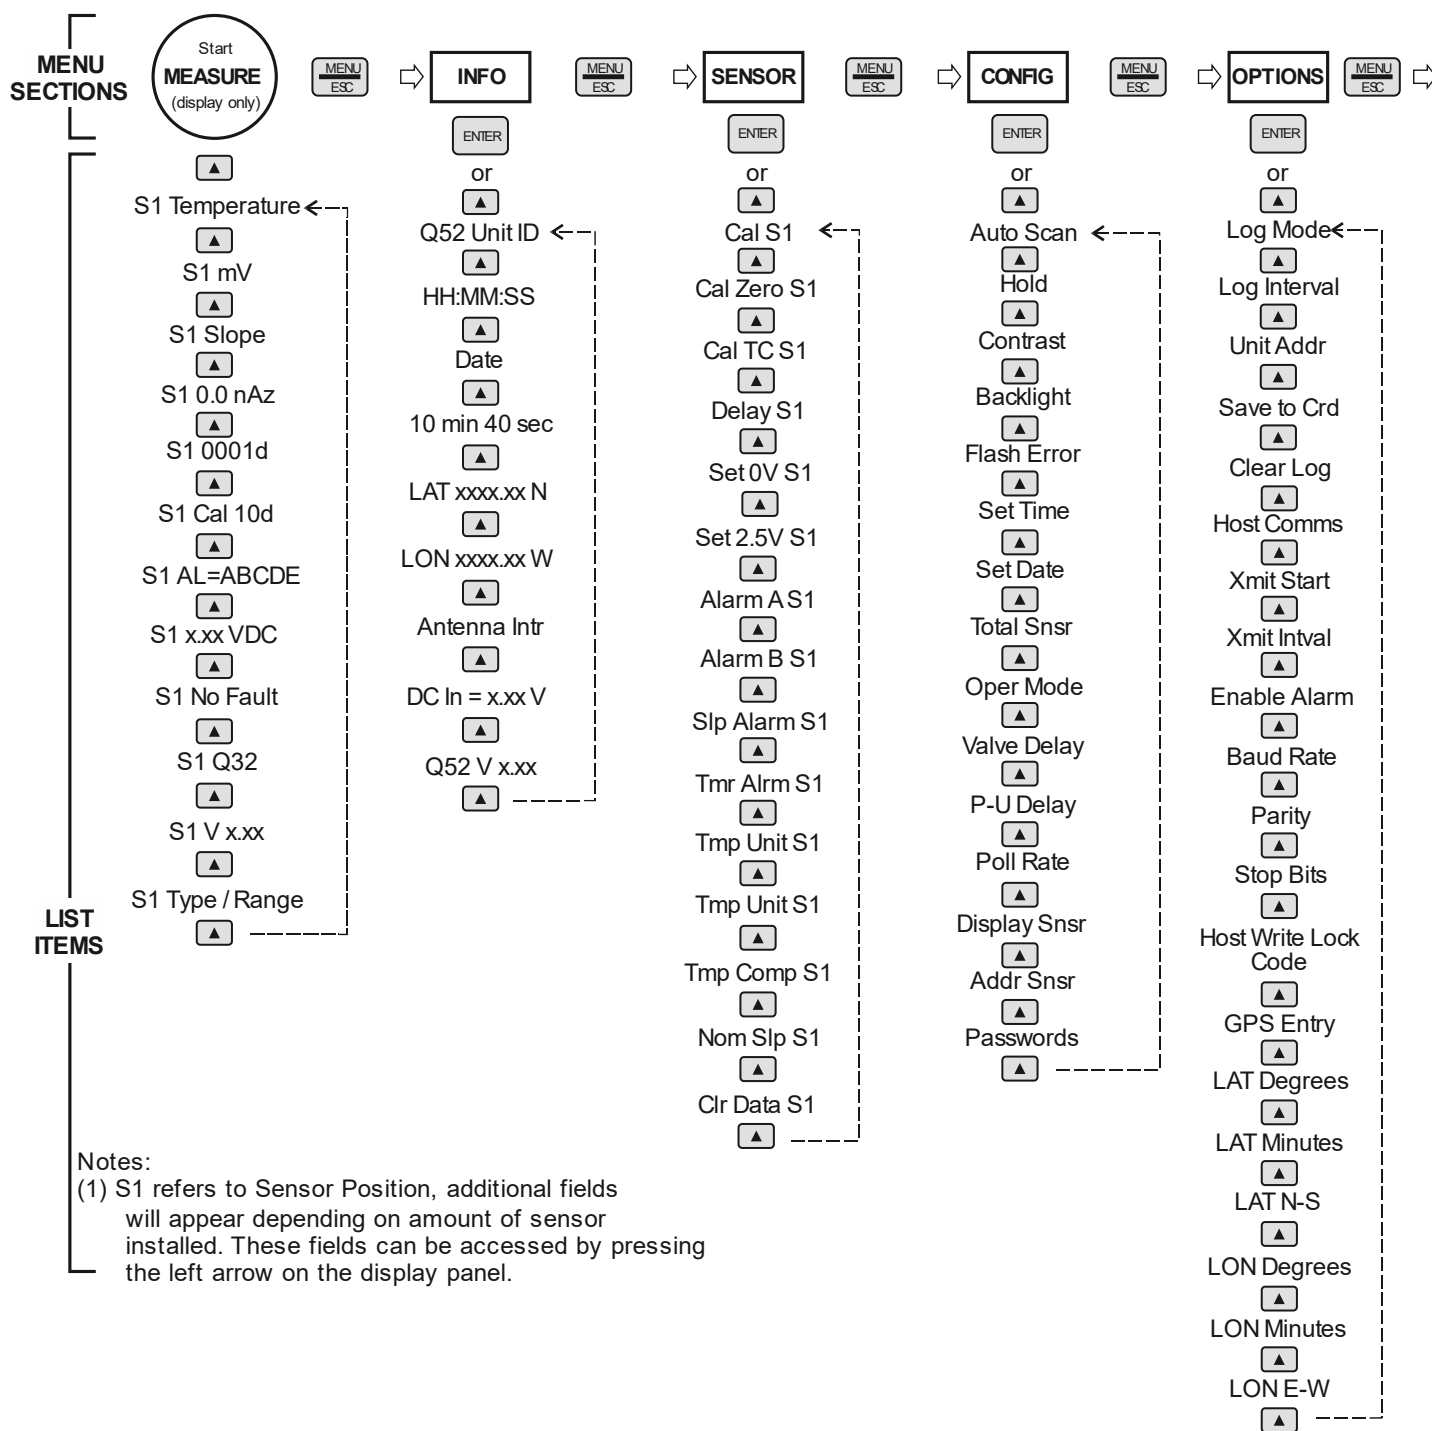 MENU
SECTIONS
Start
MEASURE
(display only)
MENU
ESC
INFO
MENU
ESC
SENSOR
MENU
ESC
CONFIG
MENU
ESC
OPTIONS
MENU
ESC
LIST
ITEMS
S1 Temperature
S1 mV
S1 Slope
S1 0.0 nAz
S1 0001d
S1 Cal 10d
S1 AL=ABCDE
S1 x.xx VDC
S1 No Fault
S1 Q32
S1 V x.xx
S1 Type / Range
ENTER
or
Q52 Unit ID
HH:MM:SS
Date
10 min 40 sec
LAT xxxx.xx N
LON xxxx.xx W
Antenna Intr
DC In = x.xx V
Q52 V x.xx
ENTER
or
Cal S1
Cal Zero S1
Cal TC S1
Delay S1
Set 0V S1
Set 2.5V S1
Alarm A S1
Alarm B S1
Slp Alarm S1
Tmr Alrm S1
Tmp Unit S1
Tmp Unit S1
Tmp Comp S1
Nom Slp S1
Clr Data S1
ENTER
or
Auto Scan
Hold
Contrast
Backlight
Flash Error
Set Time
Set Date
Total Snsr
Oper Mode
Valve Delay
P-U Delay
Poll Rate
Display Snsr
Addr Snsr
Passwords
ENTER
or
Log Mode
Log Interval
Unit Addr
Save to Crd
Clear Log
Host Comms
Xmit Start
Xmit Intval
Enable Alarm
Baud Rate
Parity
Stop Bits
Host Write Lock
Code
GPS Entry
LAT Degrees
LAT Minutes
LAT N-S
LON Degrees
LON Minutes
LON E-W
Notes:
(1) S1 refers to Sensor Position, additional fields
will appear depending on amount of sensor
installed. These fields can be accessed by pressing
the left arrow on the display panel.